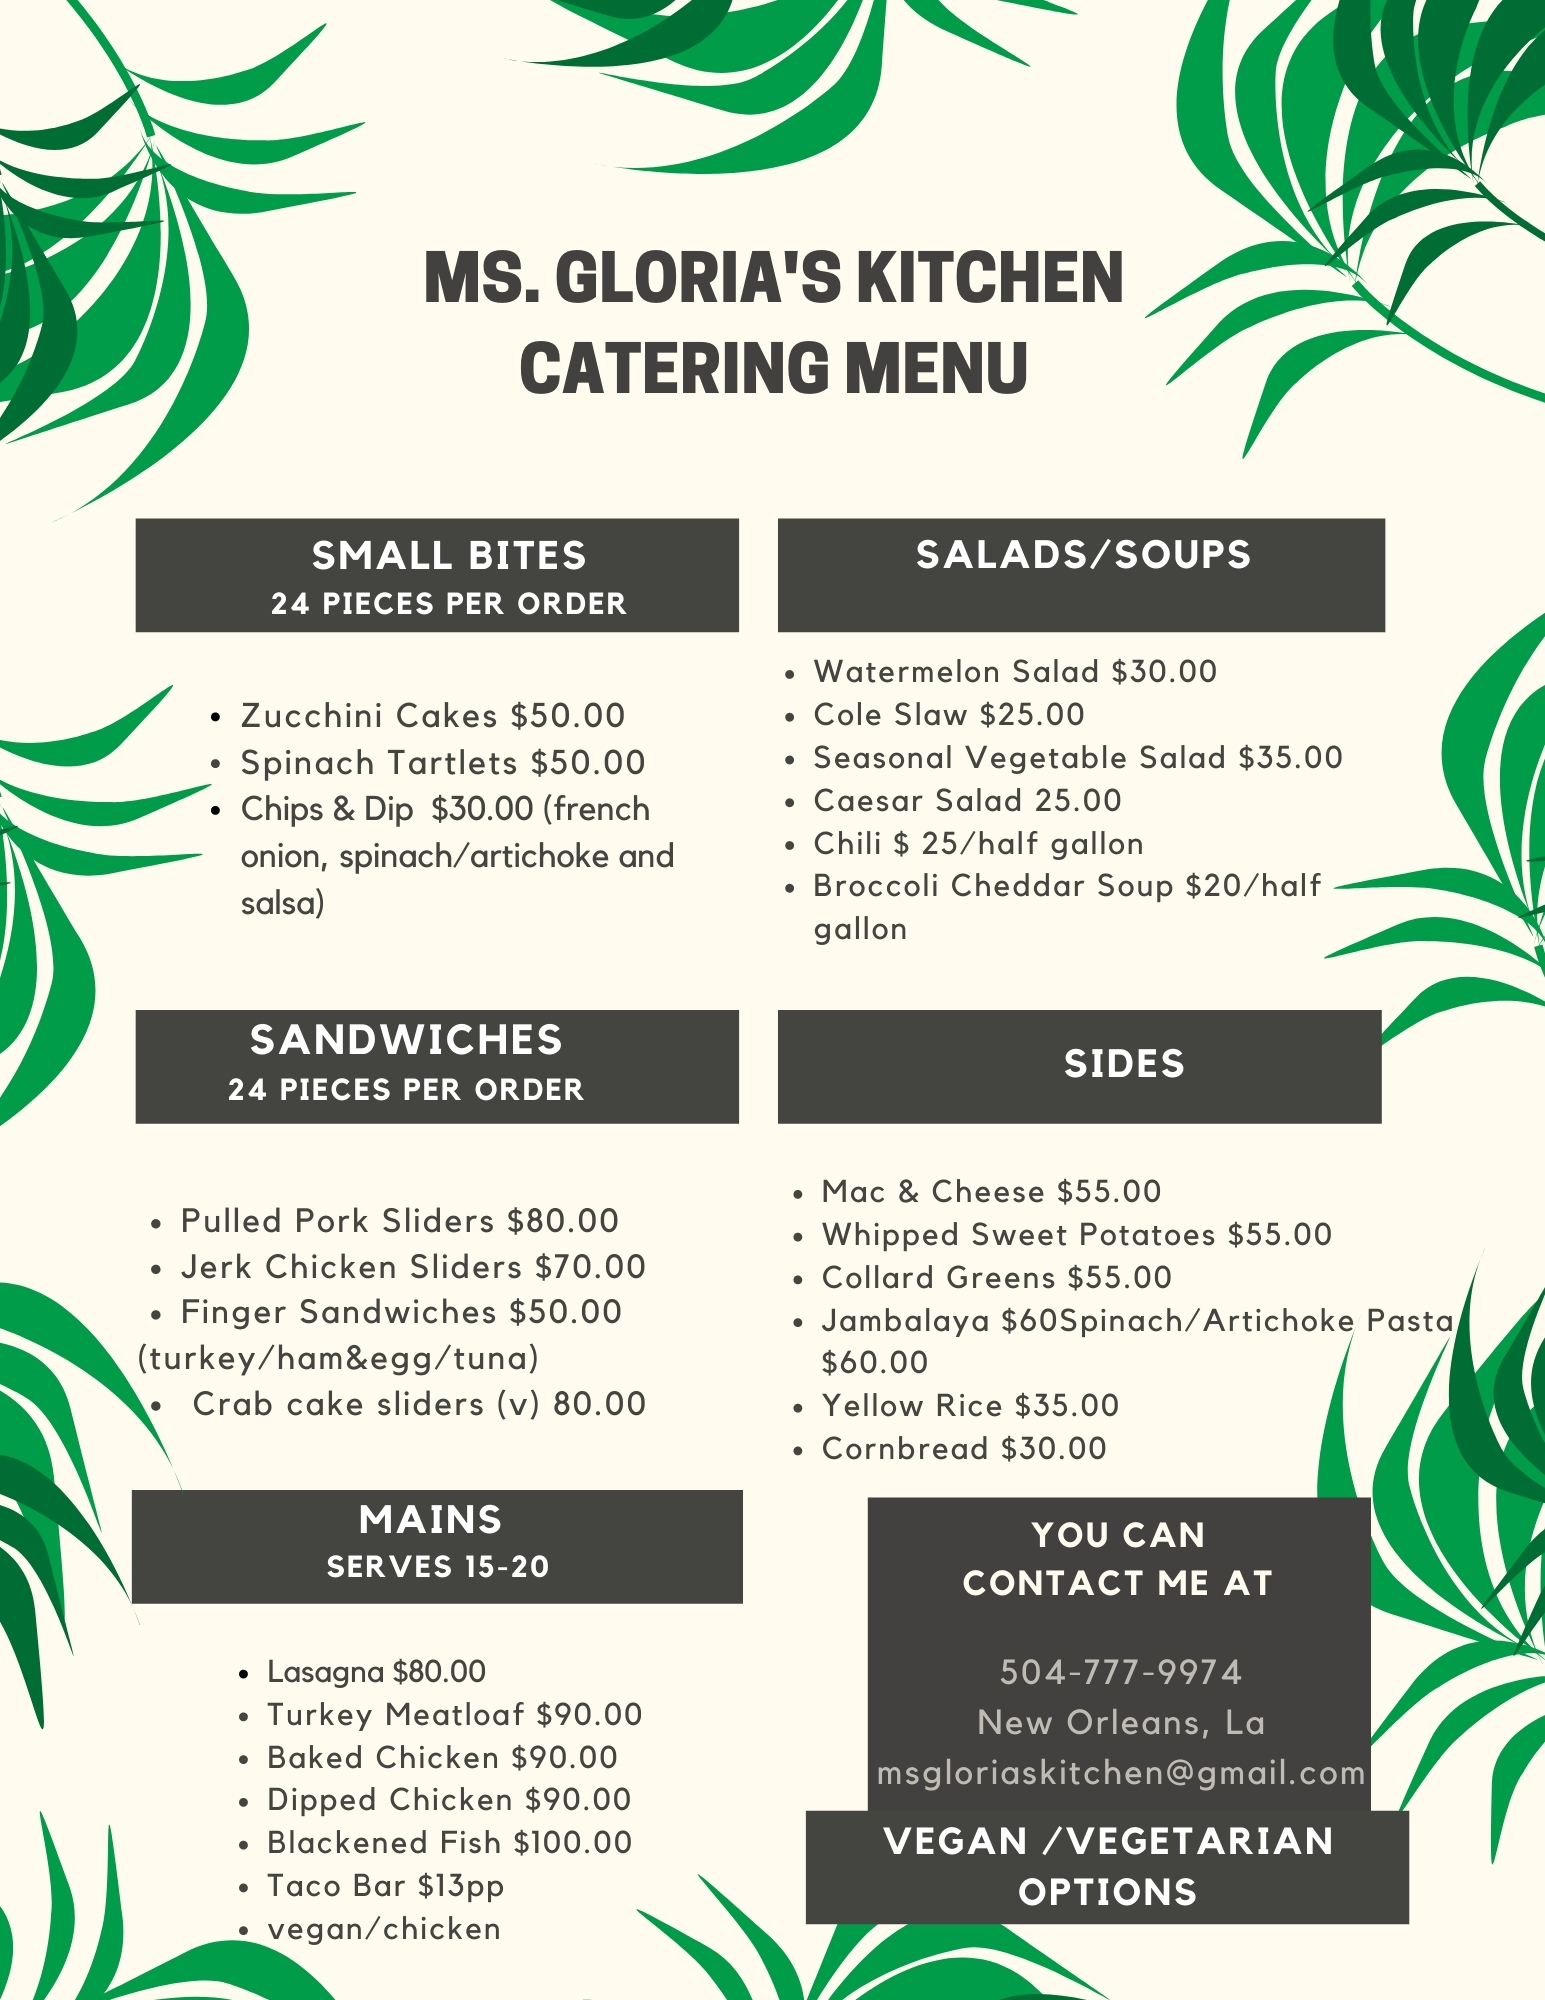 MS. GLORIA'S KITCHEN
CATERING MENU
SMALL BITES
24 PIECES PER ORDER
• Zucchini Cakes $50.00
• Spinach Tartlets $50.00
• Chips & Dip  $30.00 (french
onion, spinach/artichoke and
salsa)
SALADS/SOUPS
• Watermelon Salad $30.00
• Cole Slaw $25.00
• Seasonal Vegetable Salad $35.00
• Caesar Salad 25.00
• Chili $ 25/half gallon
• Broccoli Cheddar Soup $20/half
gallon
SANDWICHES
24 PIECES PER ORDER
• Pulled Pork Sliders $80.00
• Jerk Chicken Sliders $70.00
• Finger Sandwiches $50.00
(turkey/ham&egg/tuna)
• Crab cake sliders (v) 80.00
SIDES
• Mac & Cheese $55.00
• Whipped Sweet Potatoes $55.00
• Collard Greens $55.00
• Jambalaya $60Spinach/Artichoke Pasta
$60.00
• Yellow Rice $35.00
• Cornbread $30.00
MAINS
SERVES 15-20
• Lasagna $80.00
• Turkey Meatloaf $90.00
• Baked Chicken $90.00
• Dipped Chicken $90.00
• Blackened Fish $100.00
• Taco Bar $13pp
• vegan/chicken
YOU CAN
CONTACT ME AT
504-777-9974
New Orleans, La
msgloriaskitchen@gmail.com
VEGAN /VEGETARIAN
OPTIONS